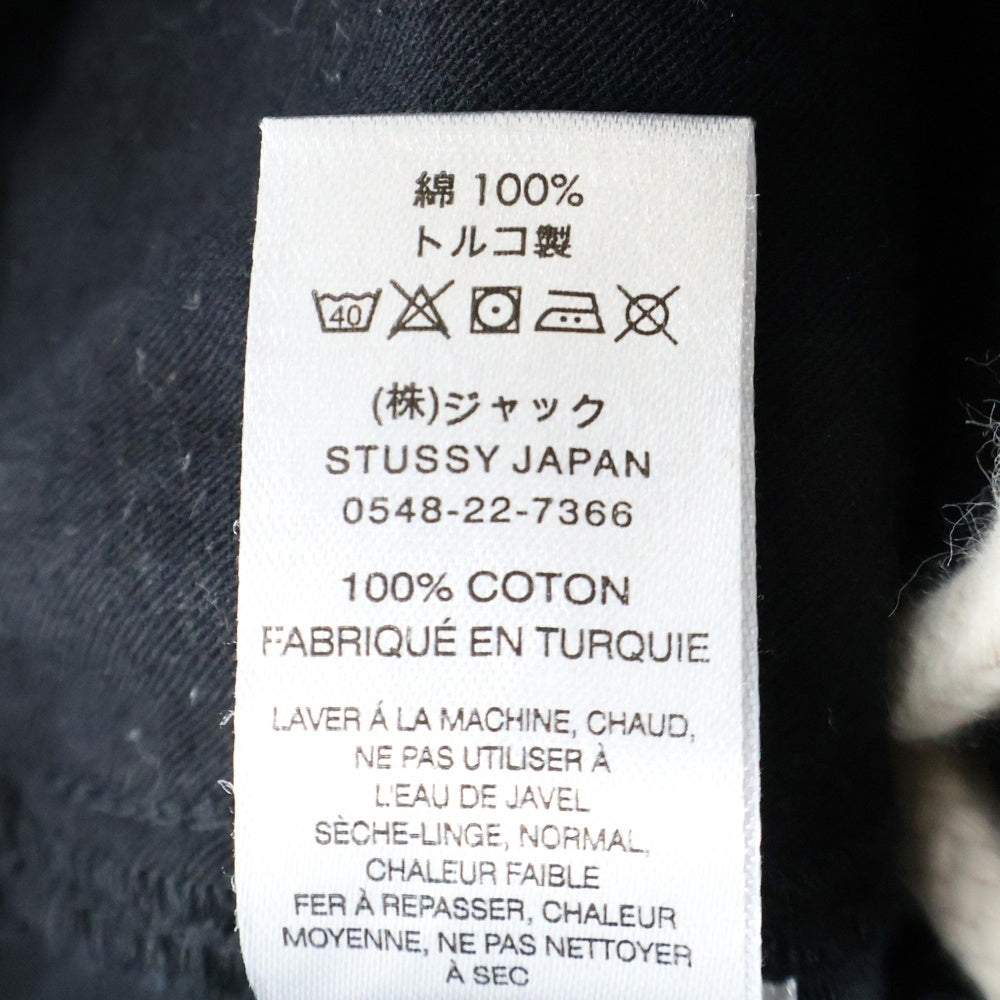 綿 100%
トルコ製
40
(株)ジャック
STUSSY JAPAN
0548-22-7366
100% COTON
FABRIQUÉ EN TURQUIE
LAVER Á LA MACHINE, CHAUD,
NE PAS UTILISER À
L'EAU DE JAVEL
SÈCHE-LINGE, NORMAL,
CHALEUR FAIBLE
FER À REPASSER, CHALEUR
MOYENNE, NE PAS NETTOYER
À SEC